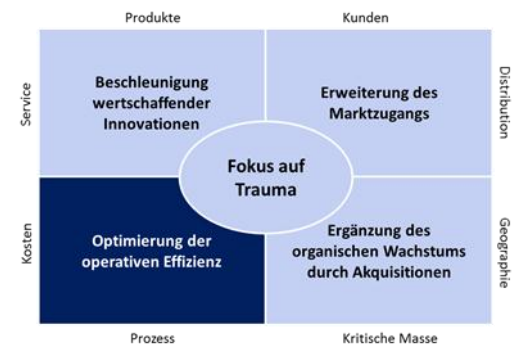 Produkte
Kunden
Service
Beschleunigung
wertschaffender
Innovationen
Erweiterung des
Marktzugangs
Distribution
Fokus auf
Trauma
Kosten
Optimierung der
operativen Effizienz
Ergänzung des
organischen Wachstums
durch Akquisitionen
Geographie
Prozess
Kritische Masse